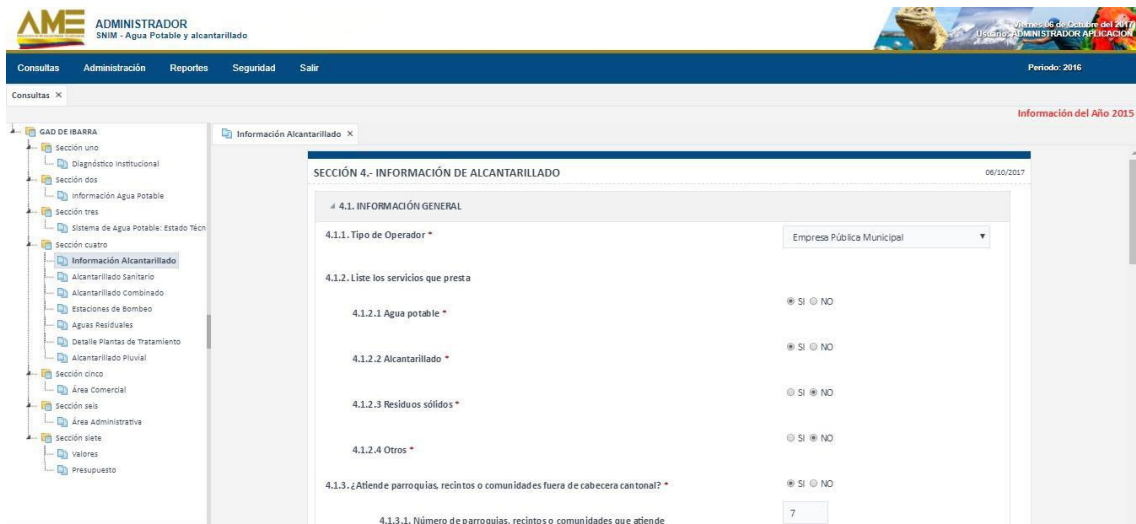 AME
ADMINISTRADOR
SNIM - Agua Potable y alcantarillado
Viernes 06 de Octubre del 2017
Usuario: ADMINISTRADOR APLICACION
Consultas Administración Reportes Seguridad Salir Periodo: 2016
Consultas ×
Información del Año 2015
GAD DE IBARRA
Sección uno
Diagnóstico Institucional
Sección dos
Información Agua Potable
Sección tres
Sistema de Agua Potable: Estado Técn
Sección cuatro
Información Alcantarillado
Alcantarillado Sanitario
Alcantarillado Combinado
Estaciones de Bombeo
Aguas Residuales
Detalle Plantas de Tratamiento
Alcantarillado Pluvial
Sección cinco
Área Comercial
Sección seis
Área Administrativa
Sección siete
Valores
Presupuesto
Información Alcantarillado ×
SECCIÓN 4.- INFORMACIÓN DE ALCANTARILLADO 06/10/2017
4.1. INFORMACIÓN GENERAL
4.1.1. Tipo de Operador * Empresa Pública Municipal
4.1.2. Liste los servicios que presta
4.1.2.1 Agua potable * SI NO
4.1.2.2 Alcantarillado * SI NO
4.1.2.3 Residuos sólidos * SI NO
4.1.2.4 Otros * SI NO
4.1.3. ¿Atiende parroquias, recintos o comunidades fuera de cabecera cantonal? * SI NO
4.1.3.1. Número de parroquias, recintos o comunidades que atiende 7